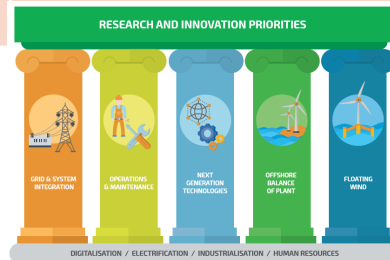 RESEARCH AND INNOVATION PRIORITIES
GRID & SYSTEM
INTEGRATION
OPERATIONS
& MAINTENANCE
NEXT
GENERATION
TECHNOLOGIES
OFFSHORE
BALANCE
OF PLANT
FLOATING
WIND
DIGITALISATION / ELECTRIFICATION / INDUSTRIALISATION / HUMAN RESOURCES